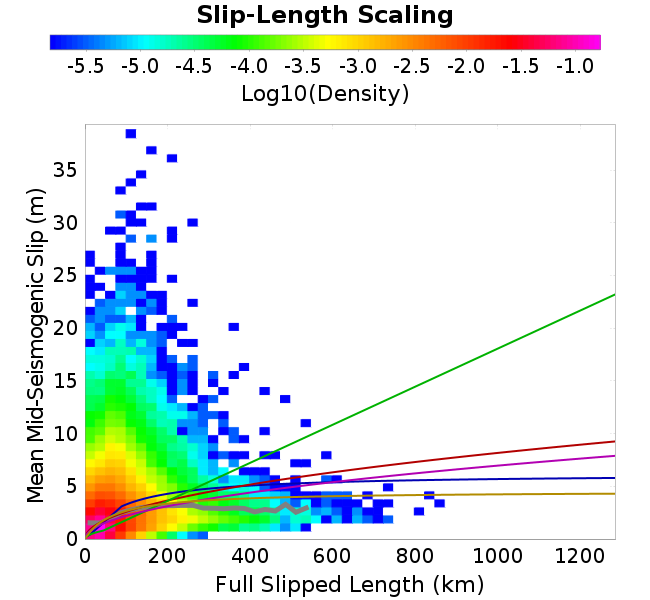 Slip-Length Scaling
-5.5 -5.0 -4.5 -4.0 -3.5 -3.0 -2.5 -2.0 -1.5 -1.0
Log10(Density)
Mean Mid-Seismogenic Slip (m)
35
30
25
20
15
10
5
0
0 200 400 600 800 1000 1200
Full Slipped Length (km)